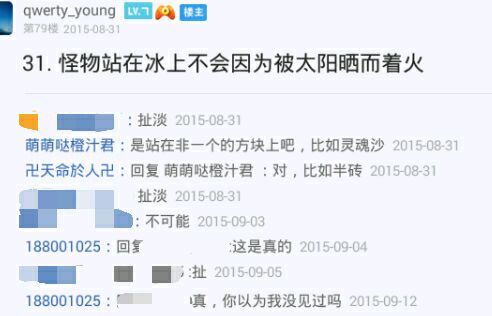 qwerty_young LV.7 楼主
第79楼 2015-08-31
31. 怪物站在冰上不会因为被太阳晒而着火
：扯淡 2015-08-31
萌萌哒橙汁君：是站在非一个的方块上吧，比如灵魂沙 2015-08-31
卍天命於人卍：回复 萌萌哒橙汁君 ：对，比如半砖 2015-08-31
扯淡 2015-08-31
：不可能 2015-09-03
188001025：回复 :这是真的 2015-09-04
:扯 2015-09-05
188001025： 真，你以为我没见过吗 2015-09-12